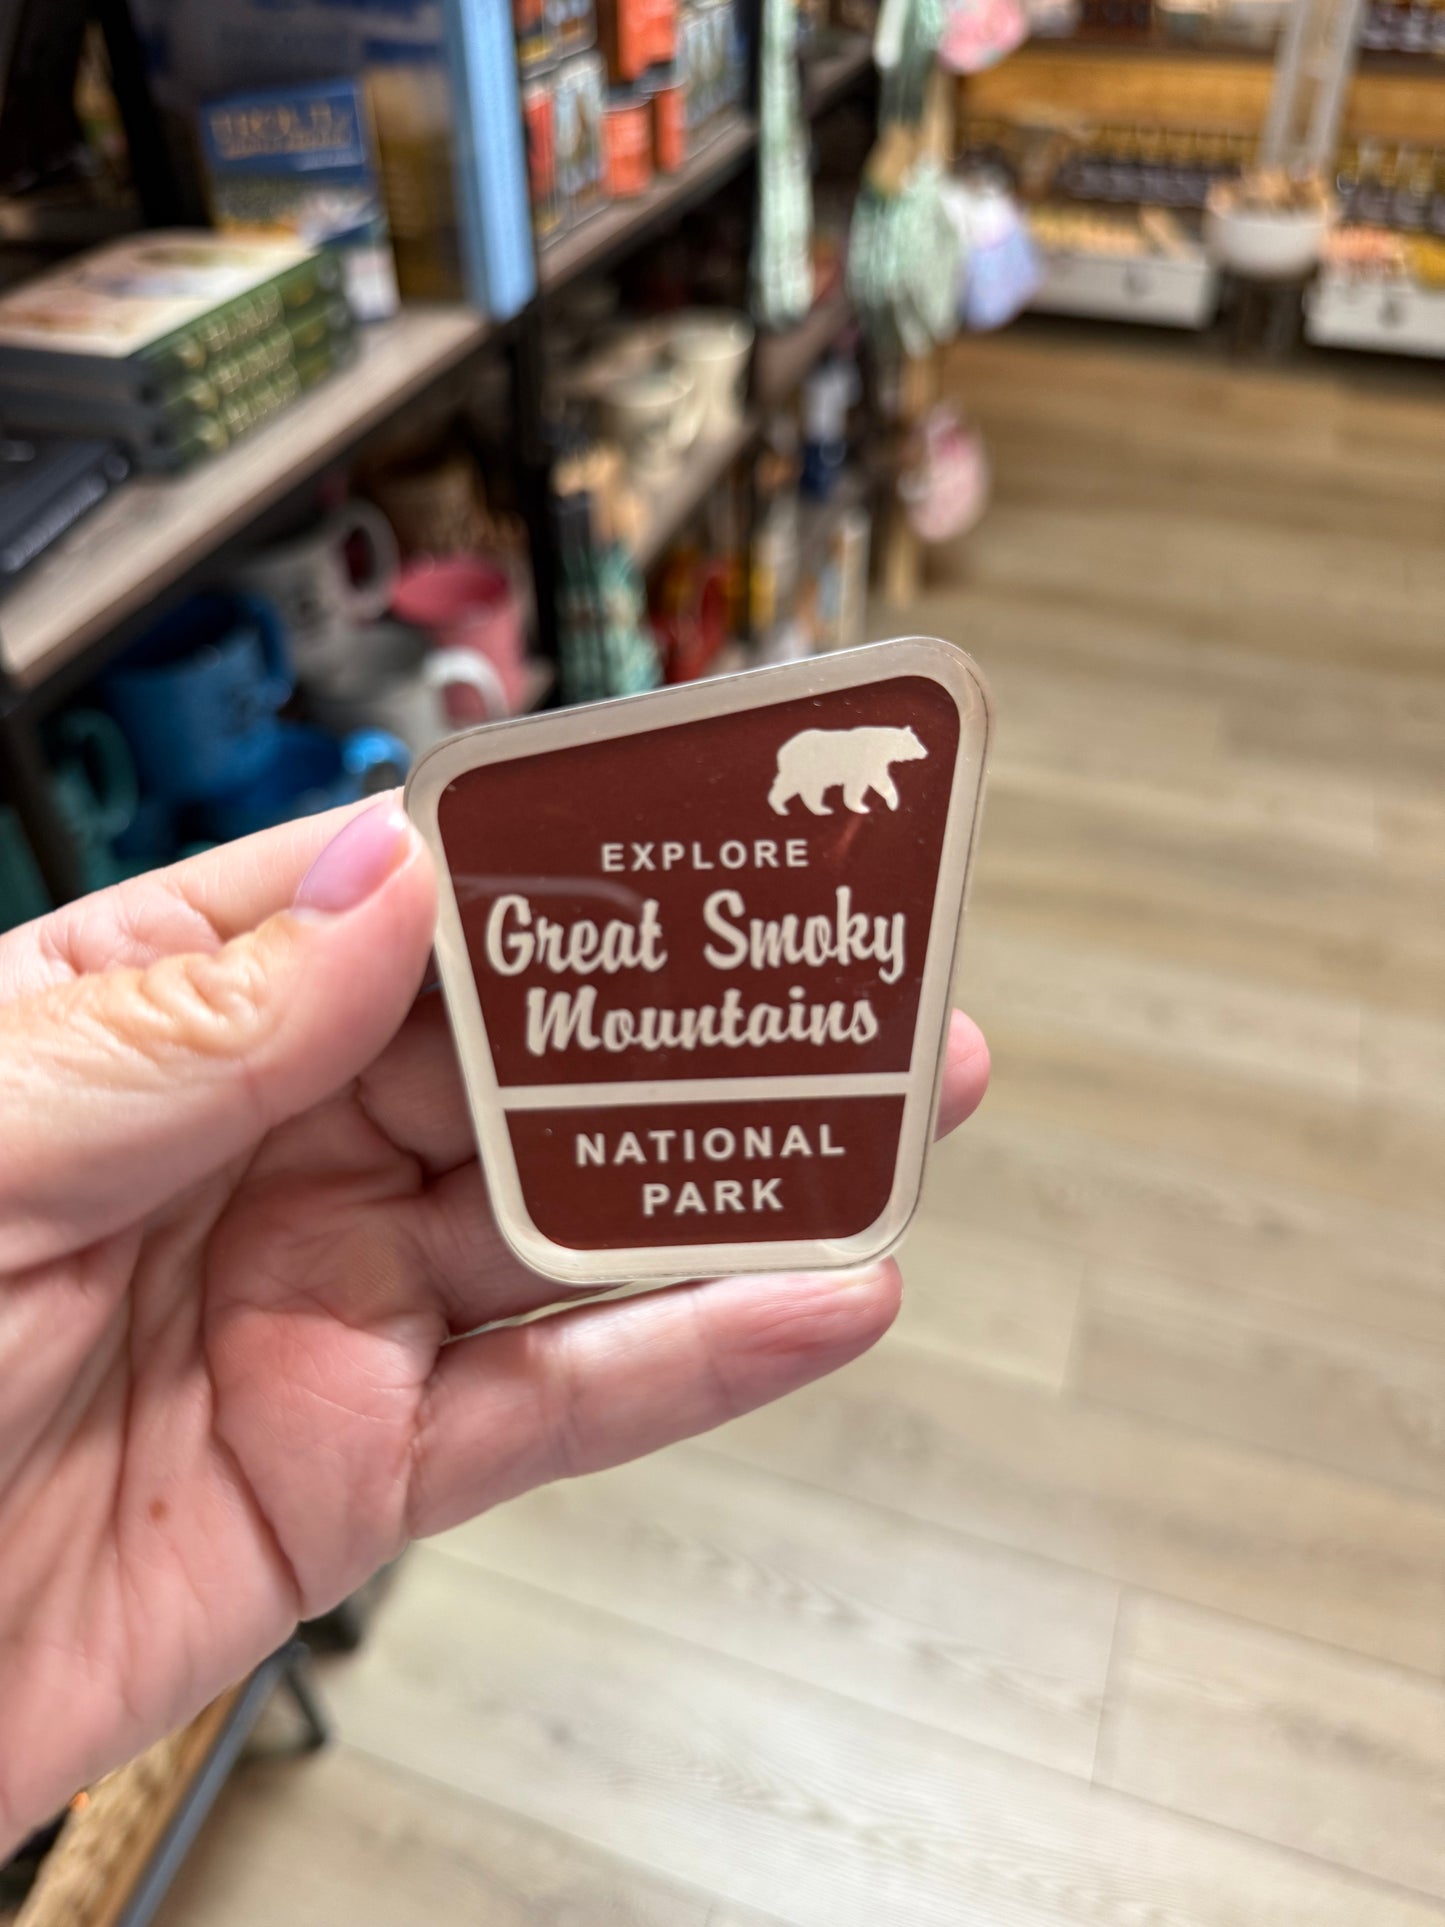 EXPLORE
Great Smoky
Mountains
NATIONAL
PARK